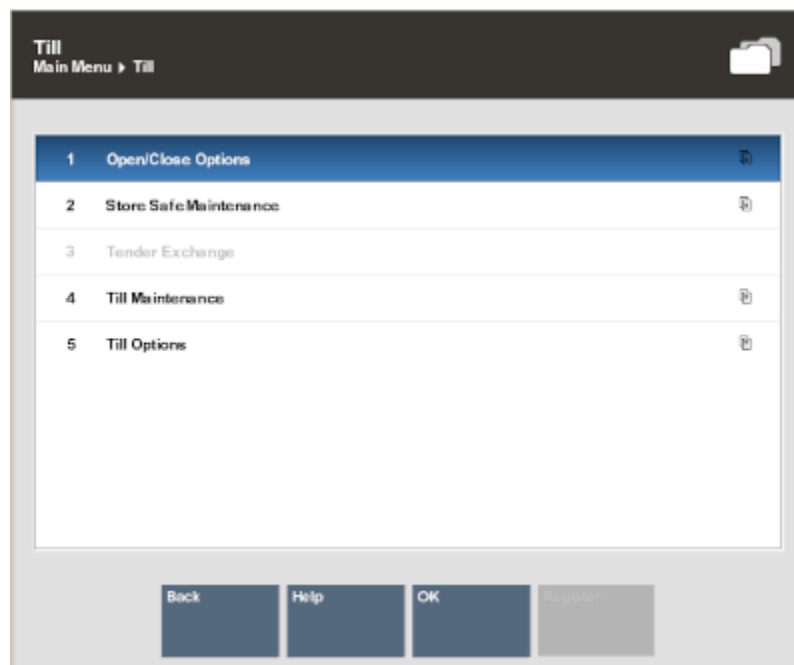 Till
Main Menu ▸ Till
1 Open/Close Options
2 Store Safe Maintenance
3 Tender Exchange
4 Till Maintenance
5 Till Options
Back Help OK Register